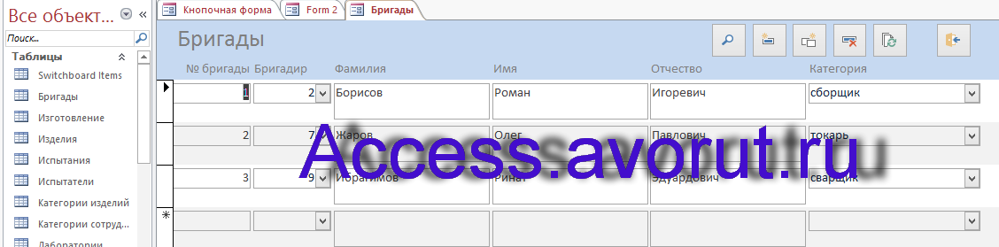 Все объект...
Поиск...
Таблицы
Switchboard Items
Бригады
Изготовление
Изделия
Испытания
Испытатели
Категории изделий
Категории сотруд...
Лаборатории
Кнопочная форма
Form 2
Бригады
Бригады
№ бригады Бригадир Фамилия Имя Отчество Категория
1 2 Борисов Роман Игоревич сборщик
2 7 Жаров Олег Павлович токарь
Access.avorut.ru
3 9 Ибрагимов Ринат Эдуардович сварщик